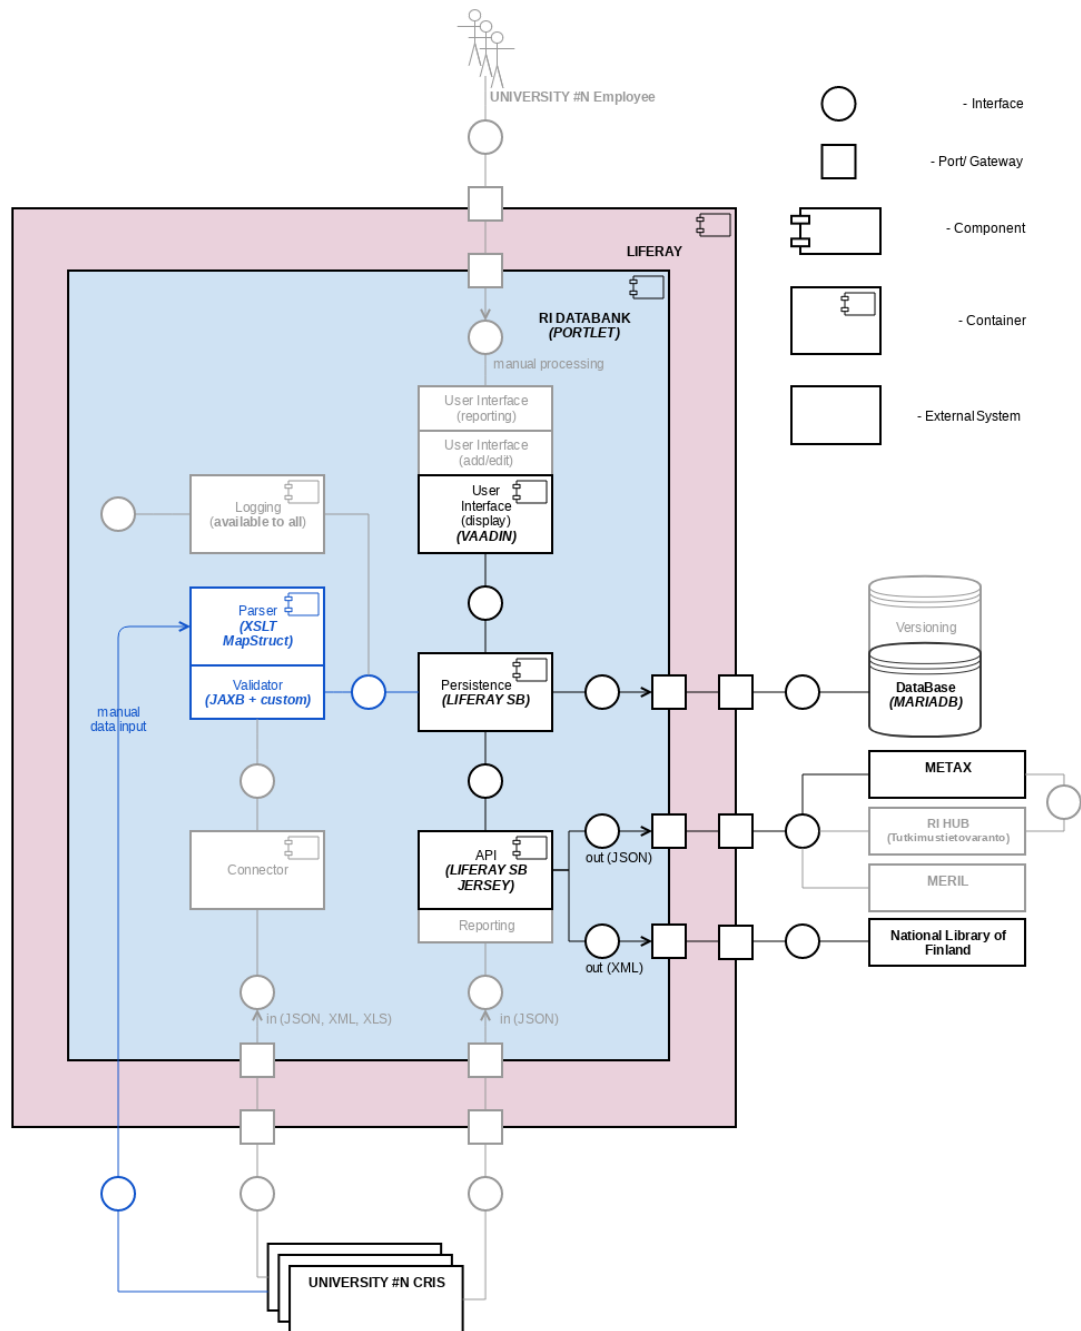 UNIVERSITY #N Employee
- Interface
- Port/ Gateway
- Component
- Container
- External System
LIFERAY
RI DATABANK
(PORTLET)
manual processing
User Interface
(reporting)
User Interface
(add/edit)
User
Interface
(display)
(VAADIN)
Logging
(available to all)
Parser
(XSLT
MapStruct)
Validator
(JAXB + custom)
manual
data input
Persistence
(LIFERAY SB)
Versioning
DataBase
(MARIADB)
METAX
RI HUB
(Tutkimustietovaranto)
MERIL
National Library of
Finland
Connector
API
(LIFERAY SB
JERSEY)
Reporting
out (JSON)
out (XML)
in (JSON, XML, XLS)
in (JSON)
UNIVERSITY #N CRIS